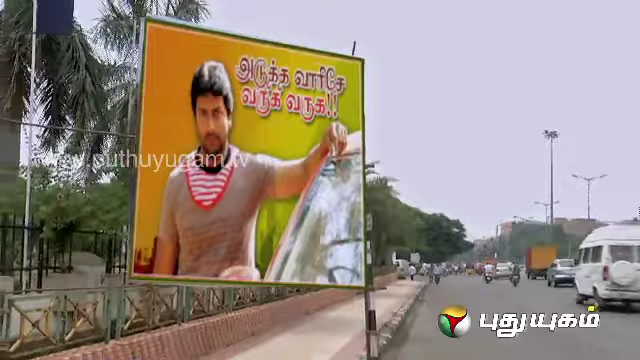 அடுத்த வாரிசே
வருக வருக!!
www.puthuyugam.tv
புதுயுகம்